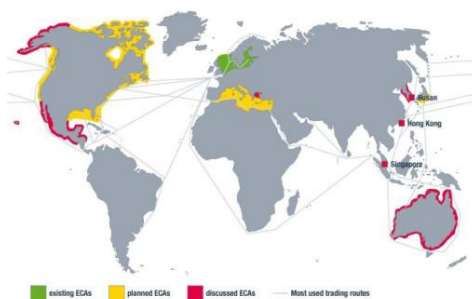 Busan
Hong Kong
Singapore
existing ECAs planned ECAs discussed ECAs Most used trading routes